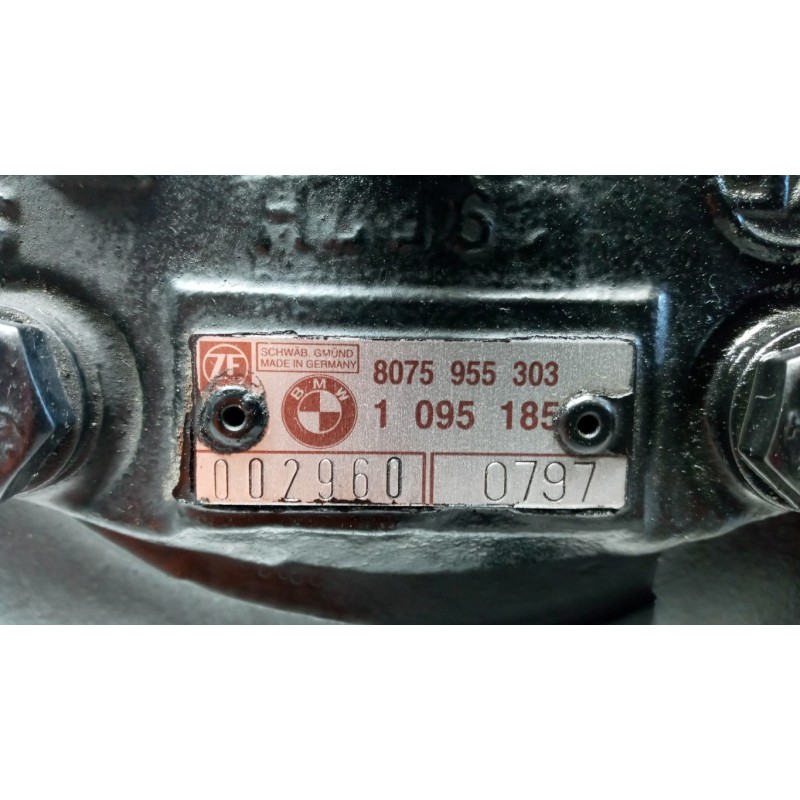 ZF
SCHWÄB. GMÜND
MADE IN GERMANY
8075 955 303
BMW
1 095 185
002960 0797